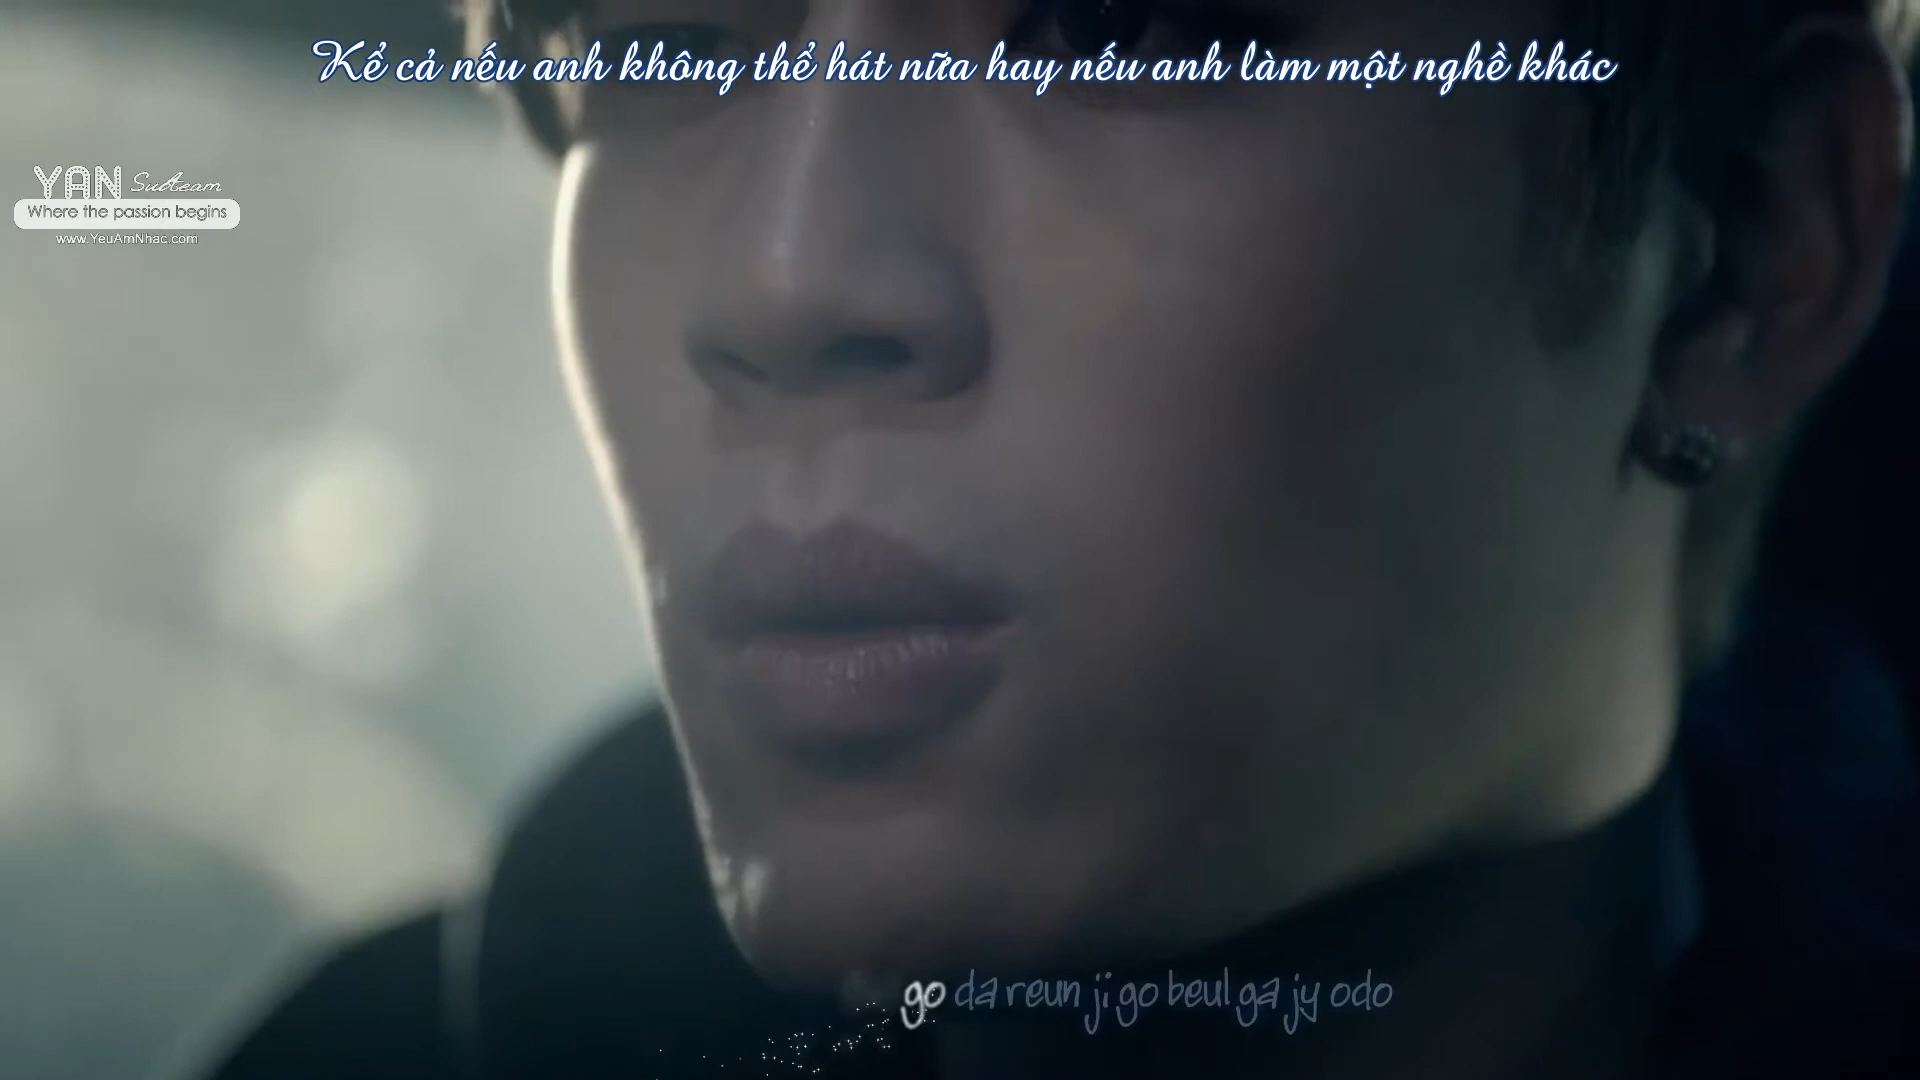 Kể cả nếu anh không thể hát nữa hay nếu anh làm một nghề khác
YAN Subteam
Where the passion begins
www.YeuAmNhac.com
go da reun ji go beul ga jy odo